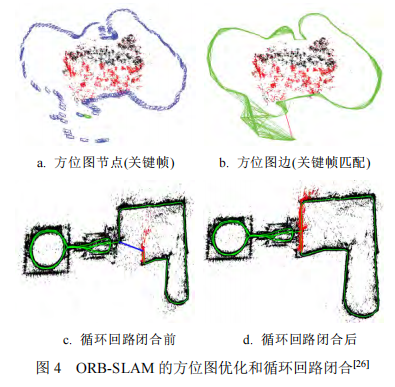 a. 方位图节点(关键帧)
b. 方位图边(关键帧匹配)
c. 循环回路闭合前
d. 循环回路闭合后
图 4 ORB-SLAM 的方位图优化和循环回路闭合[26]